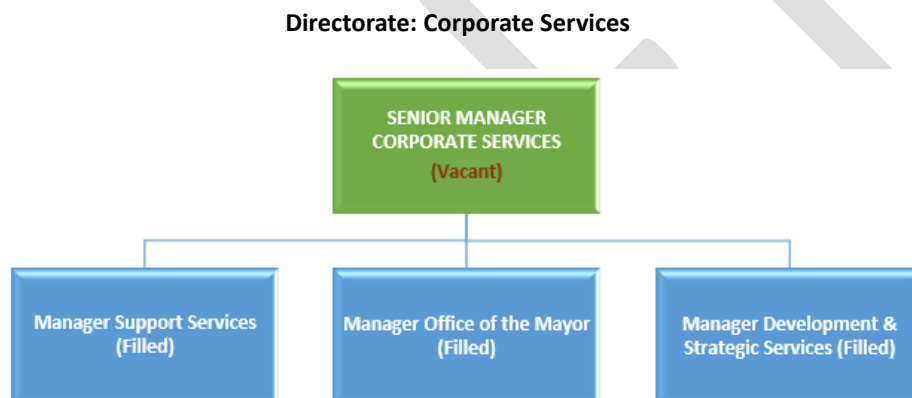 Directorate: Corporate Services
SENIOR MANAGER
CORPORATE SERVICES
(Vacant)
Manager Support Services
(Filled)
Manager Office of the Mayor
(Filled)
Manager Development &
Strategic Services (Filled)